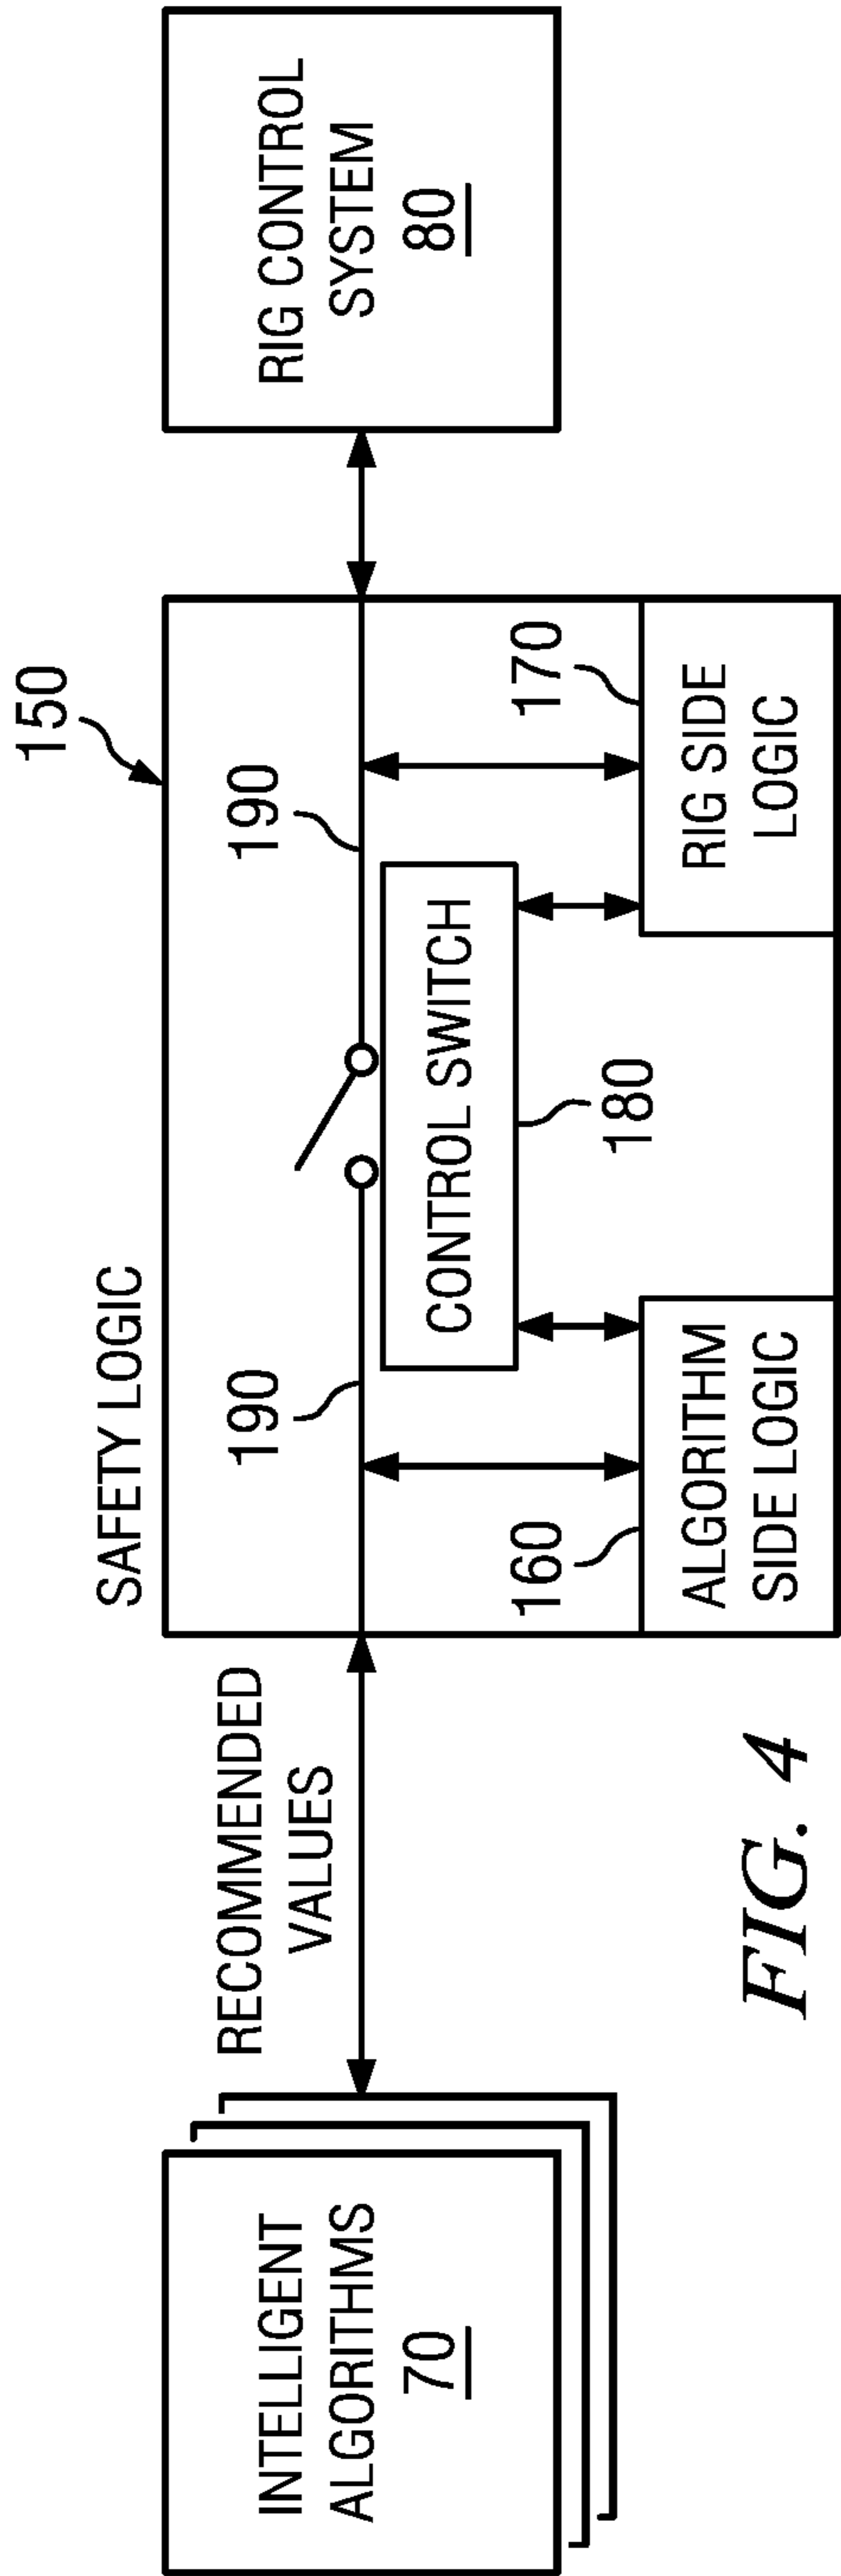 SAFETY LOGIC
150
INTELLIGENT
ALGORITHMS
70
RECOMMENDED
VALUES
190
190
CONTROL SWITCH
180
160
ALGORITHM
SIDE LOGIC
170
RIG SIDE
LOGIC
RIG CONTROL
SYSTEM
80
FIG. 4